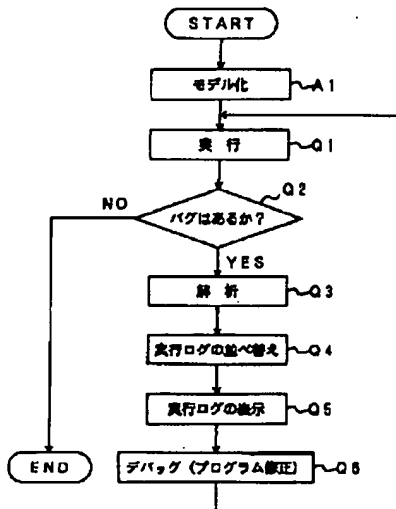 START
モデル化 A1
実行 Q1
Q2
バグはあるか?
NO
YES
解析 Q3
実行ログの並べ替え Q4
実行ログの表示 Q5
END
デバッグ(プログラム修正) Q6